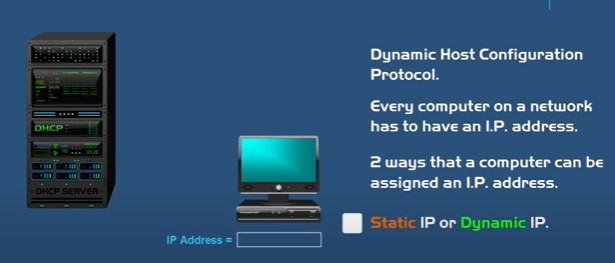 Dynamic Host Configuration
Protocol.
Every computer on a network
has to have an I.P. address.
2 ways that a computer can be
assigned an I.P. address.
Static IP or Dynamic IP.
DHCP
DHCP SERVER
IP Address =